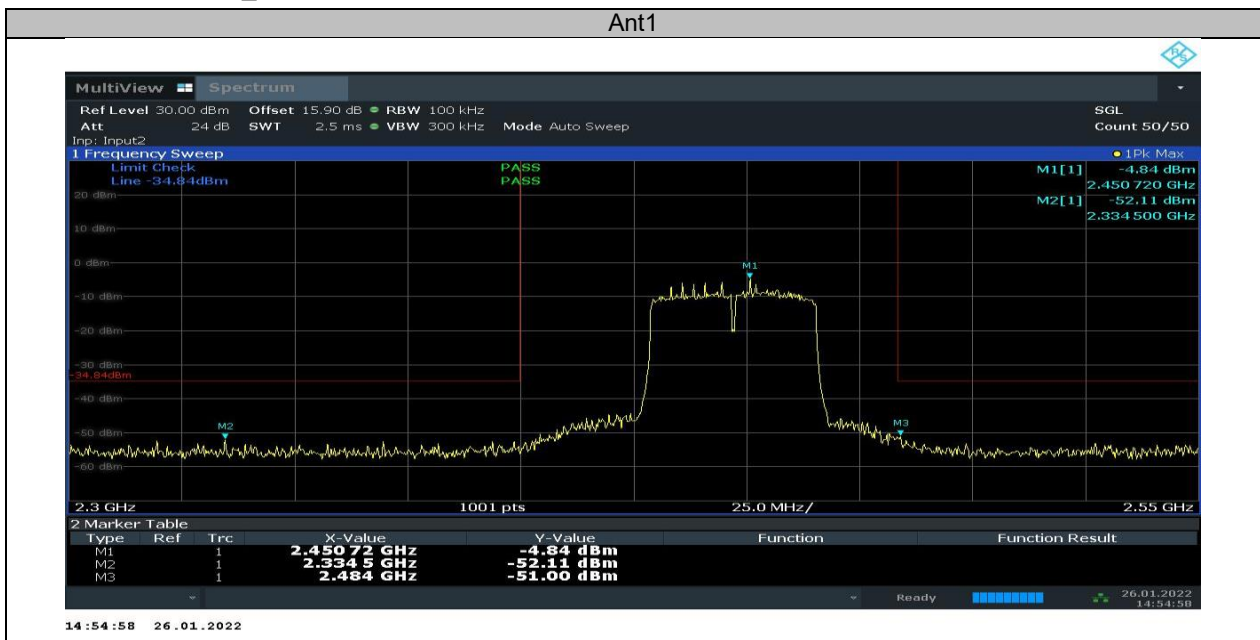 Ant1
R&S
MultiView Spectrum
Ref Level 30.00 dBm Offset 15.90 dB RBW 100 kHz SGL
Att 24 dB SWT 2.5 ms VBW 300 kHz Mode Auto Sweep Count 50/50
Inp: Input2
1 Frequency Sweep 1Pk Max
Limit Check PASS M1[1] -4.84 dBm
Line -34.84dBm PASS 2.450 720 GHz
20 dBm M2[1] -52.11 dBm
2.334 500 GHz
10 dBm
0 dBm
M1
-10 dBm
-20 dBm
-30 dBm
-34.84dBm
-40 dBm
M2 M3
-50 dBm
-60 dBm
2.3 GHz 1001 pts 25.0 MHz/ 2.55 GHz
2 Marker Table
Type Ref Trc X-Value Y-Value Function Function Result
M1 1 2.450 72 GHz -4.84 dBm
M2 1 2.334 5 GHz -52.11 dBm
M3 1 2.484 GHz -51.00 dBm
Ready 26.01.2022
14:54:58
14:54:58 26.01.2022